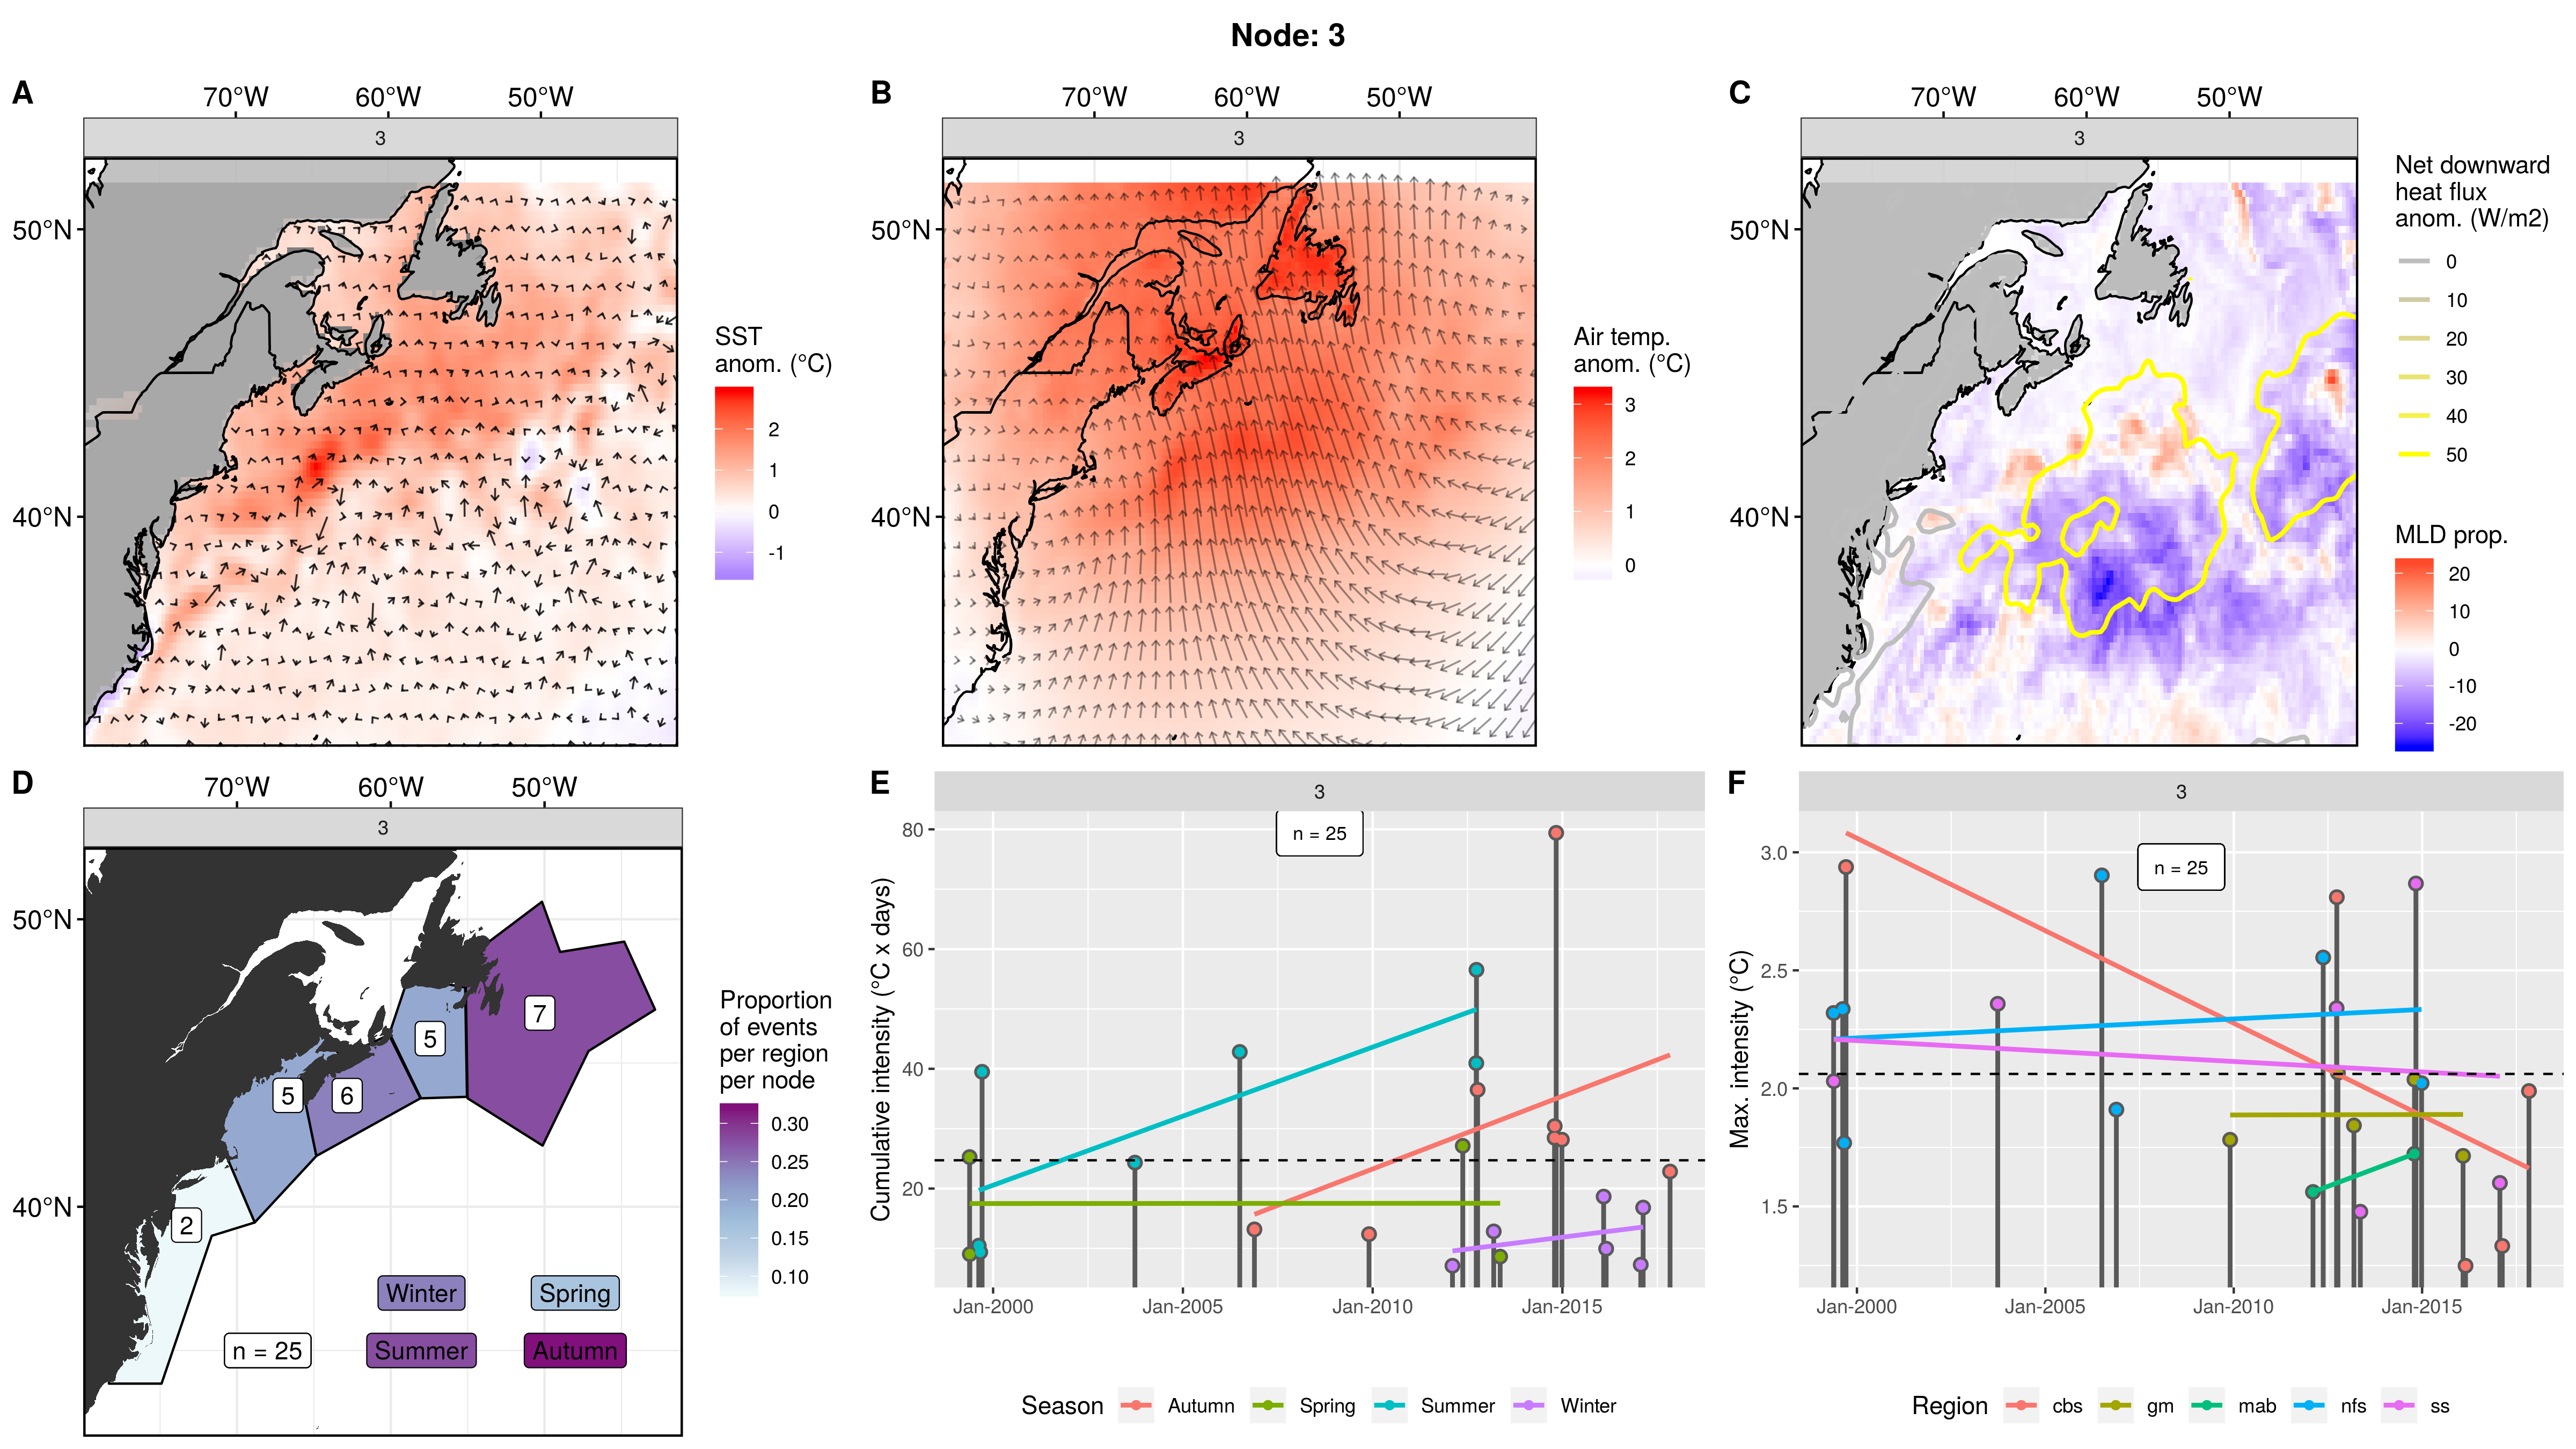 Node: 3
A
70°W 60°W 50°W
3
50°N
40°N
SST
anom. (°C)
2
1
0
-1
B
70°W 60°W 50°W
3
50°N
40°N
Air temp.
anom. (°C)
3
2
1
0
C
70°W 60°W 50°W
3
50°N
40°N
Net downward
heat flux
anom. (W/m2)
0
10
20
30
40
50
MLD prop.
20
10
0
-10
-20
D
70°W 60°W 50°W
3
50°N
40°N
7
5
5
6
2
Winter Spring
n = 25 Summer Autumn
Proportion
of events
per region
per node
0.30
0.25
0.20
0.15
0.10
E
3
n = 25
Cumulative intensity (°C x days)
80
60
40
20
Jan-2000 Jan-2005 Jan-2010 Jan-2015
Season Autumn Spring Summer Winter
F
3
n = 25
Max. intensity (°C)
3.0
2.5
2.0
1.5
Jan-2000 Jan-2005 Jan-2010 Jan-2015
Region cbs gm mab nfs ss